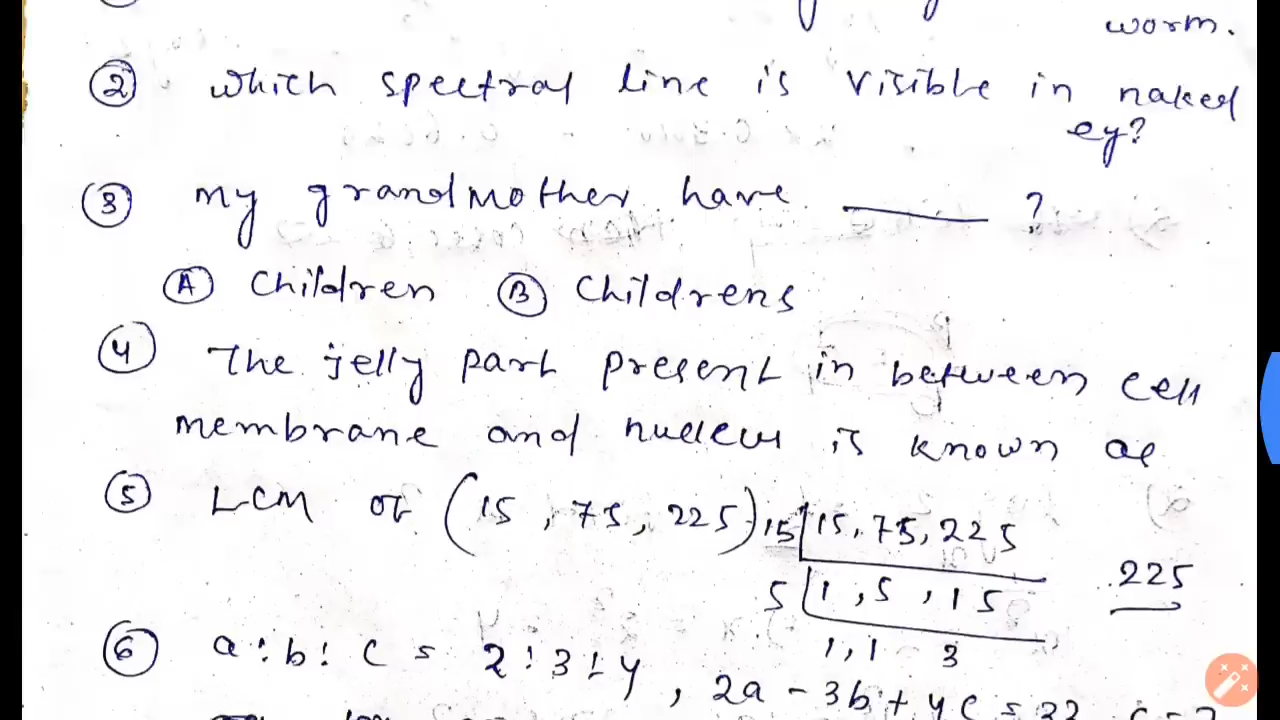 worm.
② which spectral line is visible in naked
ey?
③ my grandmother have ______ ?
Ⓐ children Ⓑ childrens
④ The jelly part present in between cell
membrane and nucleus is known as
⑤ LCM of (15, 75, 225) 15 15, 75, 225
5 1, 5, 15 225
1, 1 3
⑥ a:b:c = 2:3:4, 2a - 3b + 4c = 22, c = ?